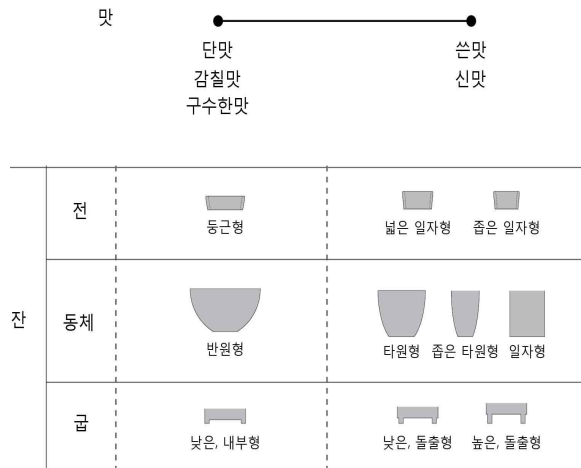 맛
단맛 쓴맛
감칠맛 신맛
구수한맛
전
둥근형 넓은 일자형 좁은 일자형
잔 동체
반원형 타원형 좁은 타원형 일자형
굽
낮은, 내부형 낮은, 돌출형 높은, 돌출형